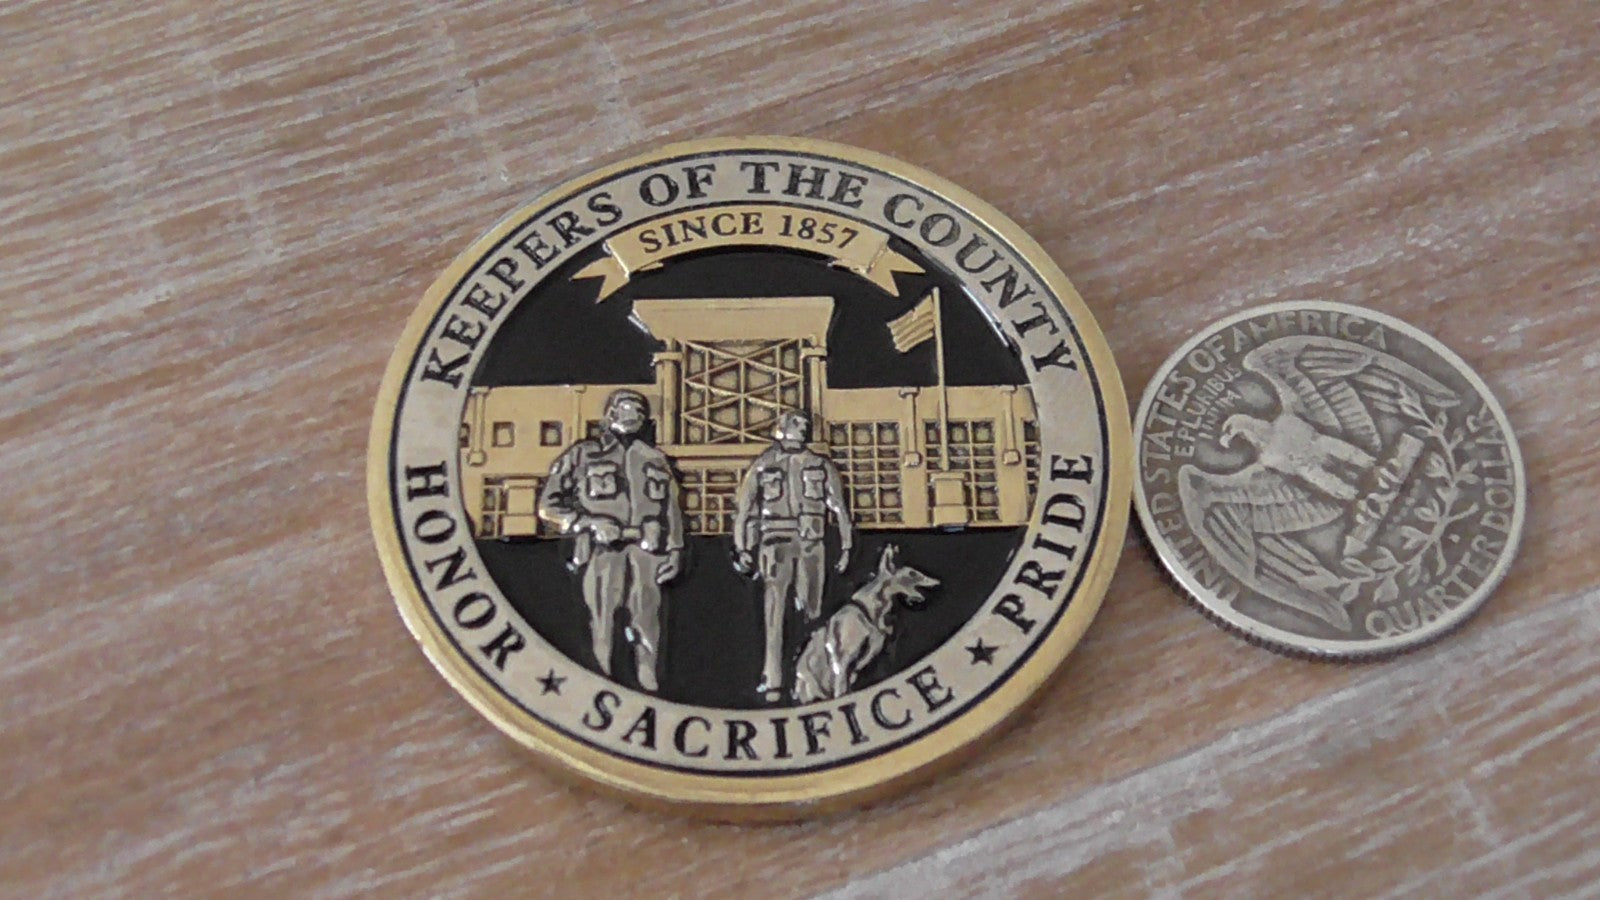 KEEPERS OF THE COUNTY
SINCE 1857
HONOR ★ SACRIFICE ★ PRIDE
UNITED STATES OF AMERICA
E PLURIBUS
UNUM
QUARTER DOLLAR